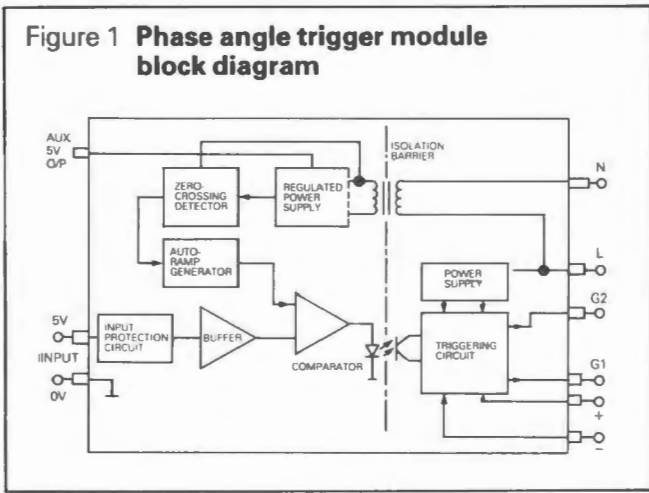 Figure 1 Phase angle trigger module
block diagram
AUX
5V
O/P
ISOLATION
BARRIER
N
ZERO-
CROSSING
DETECTOR
REGULATED
POWER
SUPPLY
AUTO-
RAMP
GENERATOR
L
POWER
SUPPLY
G2
5V
INPUT
PROTECTION
CIRCUIT
BUFFER
TRIGGERING
CIRCUIT
IINPUT
COMPARATOR
G1
0V
+
−